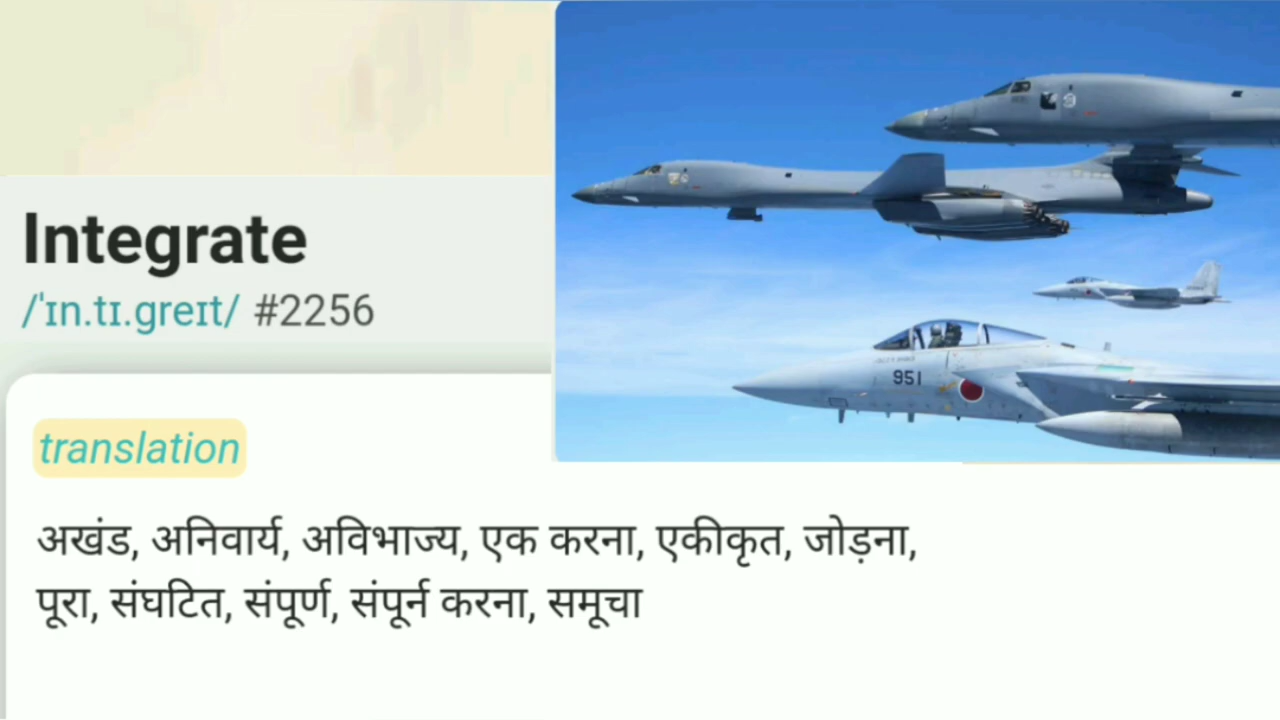 Integrate
/ˈɪn.tɪ.ɡreɪt/ #2256
951
translation
अखंड, अनिवार्य, अविभाज्य, एक करना, एकीकृत, जोड़ना,
पूरा, संघटित, संपूर्ण, संपूर्न करना, समूचा